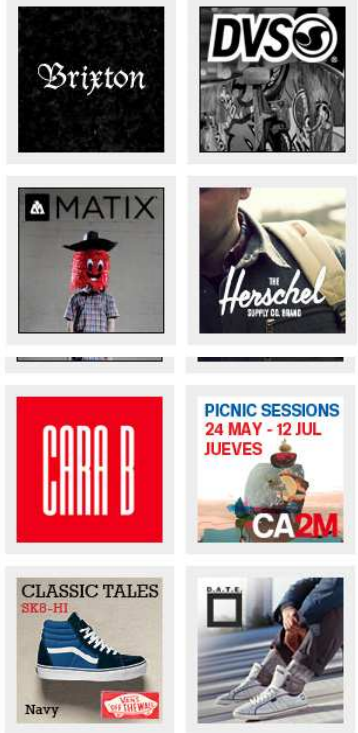 Brixton
DVS
MATIX
THE
Herschel
SUPPLY CO. BRAND
CARA B
PICNIC SESSIONS
24 MAY - 12 JUL
JUEVES
CA2M
CLASSIC TALES
SK8-HI
Navy
VANS
"OFF THE WALL"
D.A.T.E.